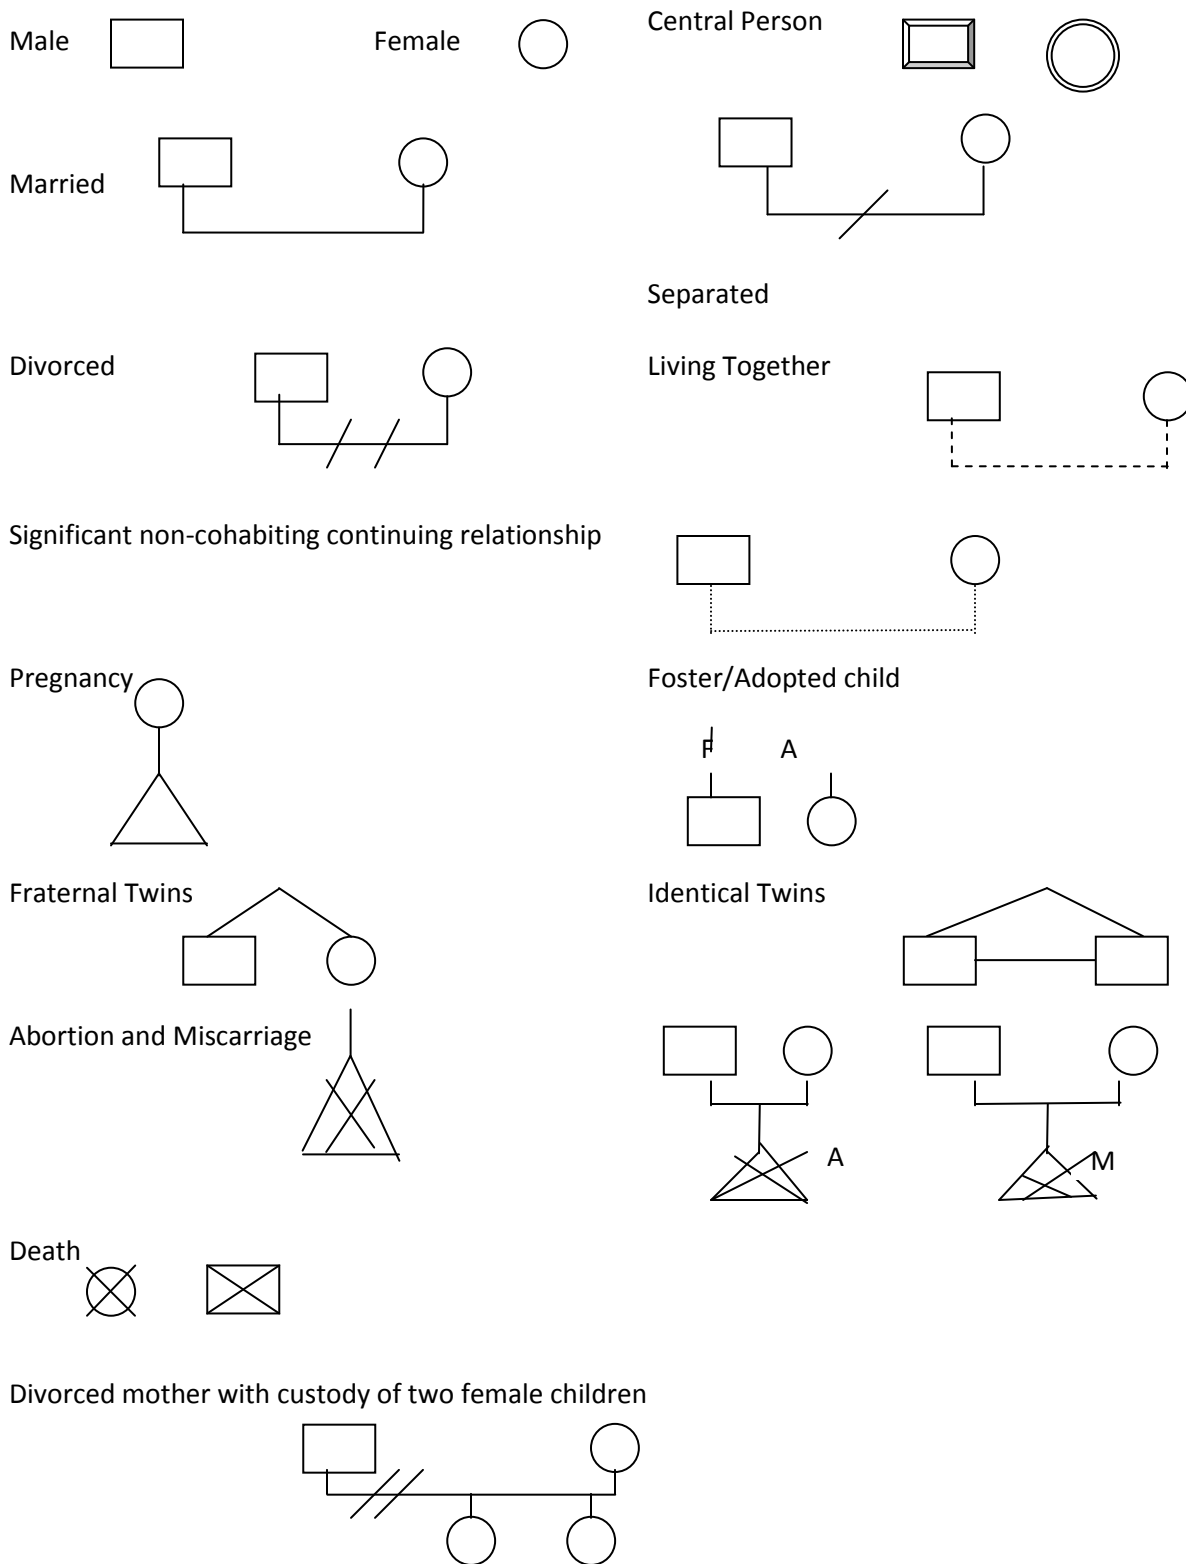 Male Female Central Person
Married
Separated
Divorced Living Together
Significant non-cohabiting continuing relationship
Pregnancy Foster/Adopted child
F A
Fraternal Twins Identical Twins
Abortion and Miscarriage
A M
Death
Divorced mother with custody of two female children